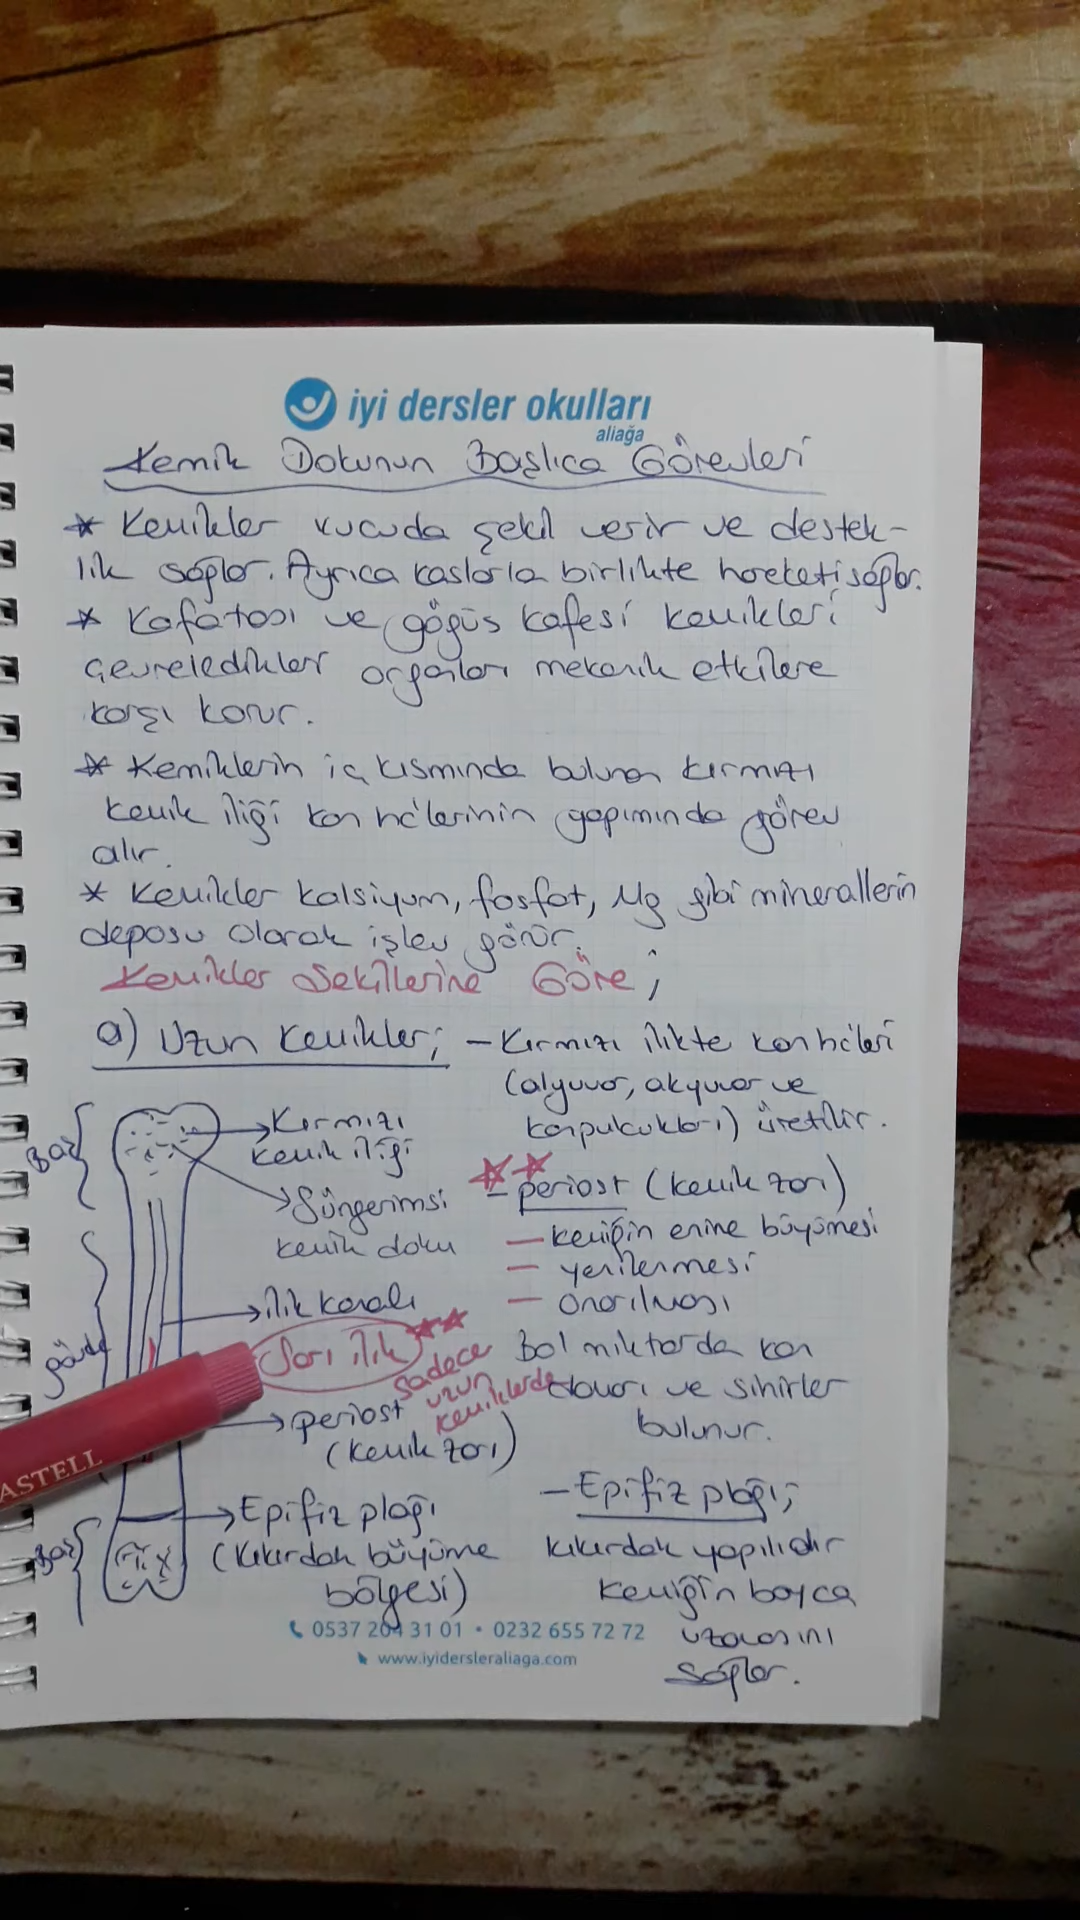 iyi dersler okulları
aliağa
Kemik Dokunun Başlıca Görevleri
* Kemikler vucuda şekil verir ve destek-
lik sağlar. Ayrıca kaslarla birlikte hareketi sağlar.
* Kafatası ve göğüs kafesi kemikleri
çevreledikleri organları mekanik etkilere
karşı korur.
* Kemiklerin iç kısmında bulunan kırmızı
kemik iliği kan hc'lerinin yapımında görev
alır.
* Kemikler kalsiyum, fosfat, Mg gibi minerallerin
deposu olarak işlev görür.
Kemikler Şekillerine Göre;
a) Uzun Kemikler; - Kırmızı ilikte kan hc'leri
(alyuvar, akyuvar ve
kan pulcukları) üretilir.
Baş
Kırmızı
kemik iliği
Süngerimsi
kemik doku
- periost (kemik zarı)
- kemiğin enine büyümesi
- yenilenmesi
- onarılması
Bol miktarda kan
damarı ve sinirler
bulunur.
gövde
ilik kanalı
Sarı ilik
sadece
uzun
kemiklerde
periost
(kemik zarı)
ASTELL
Baş
Epifiz plağı
(kıkırdak büyüme
bölgesi)
- Epifiz plağı;
kıkırdak yapılıdır
kemiğin boyca
uzamasını
sağlar.
0537 204 31 01 • 0232 655 72 72
www.iyidersleraliaga.com